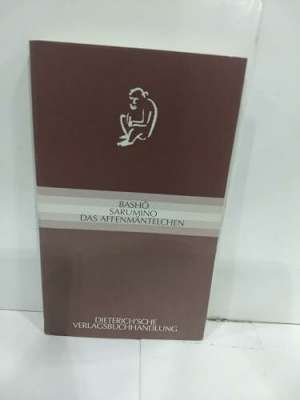 BASHŌ
SARUMINO
DAS AFFENMÄNTELCHEN
DIETERICH'SCHE
VERLAGSBUCHHANDLUNG